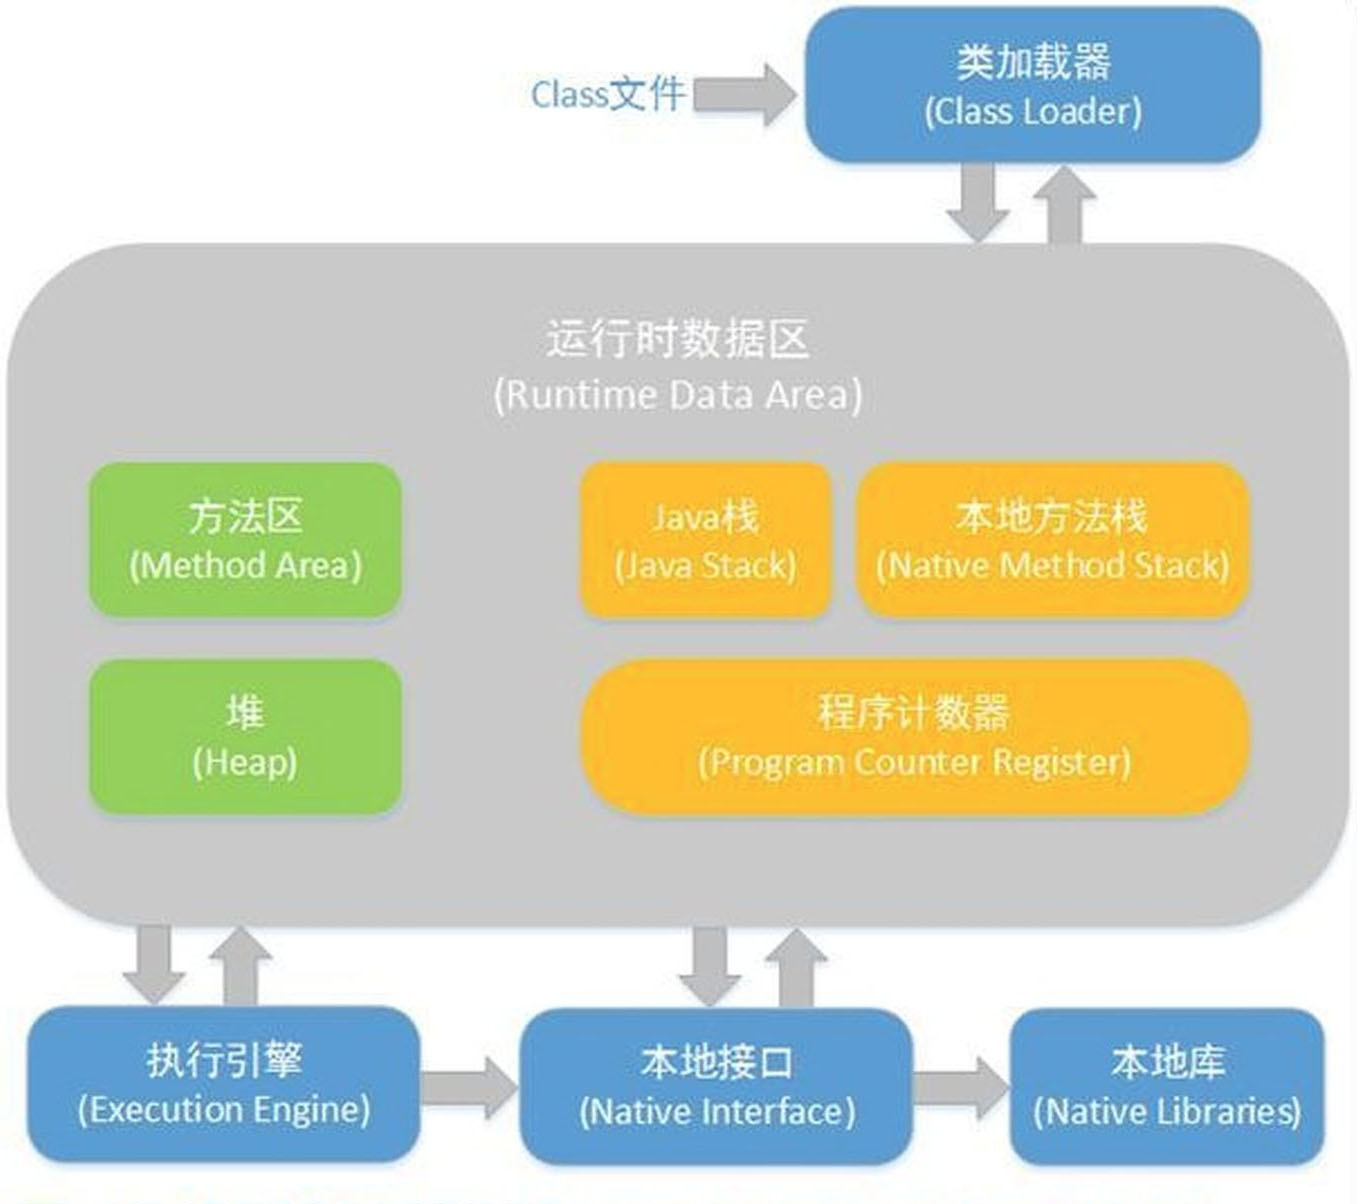 Class文件
类加载器
(Class Loader)
运行时数据区
(Runtime Data Area)
方法区
(Method Area)
Java栈
(Java Stack)
本地方法栈
(Native Method Stack)
堆
(Heap)
程序计数器
(Program Counter Register)
执行引擎
(Execution Engine)
本地接口
(Native Interface)
本地库
(Native Libraries)